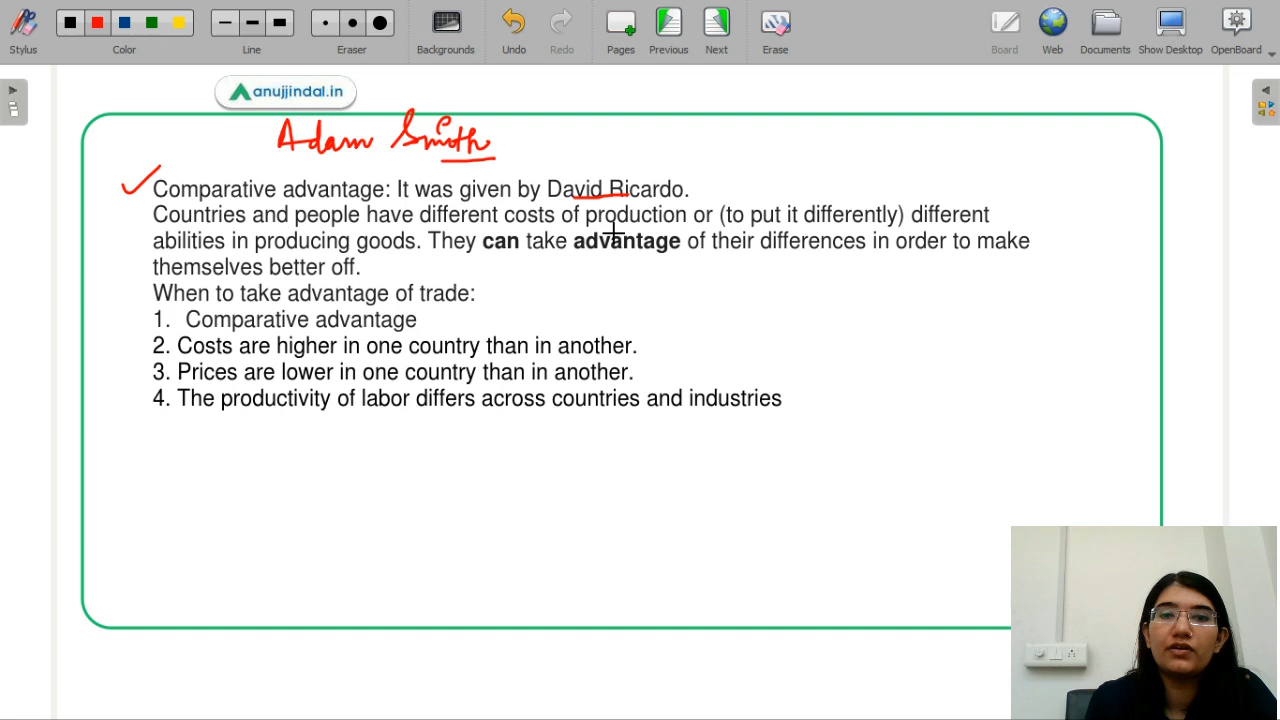 Stylus
Color
Line
Eraser
Backgrounds
Undo
Redo
Pages
Previous
Next
Erase
Board
Web
Documents
Show Desktop
OpenBoard
anujjindal.in
Adam Smith
Comparative advantage: It was given by David Ricardo.
Countries and people have different costs of production or (to put it differently) different
abilities in producing goods. They can take advantage of their differences in order to make
themselves better off.
When to take advantage of trade:
1. Comparative advantage
2. Costs are higher in one country than in another.
3. Prices are lower in one country than in another.
4. The productivity of labor differs across countries and industries